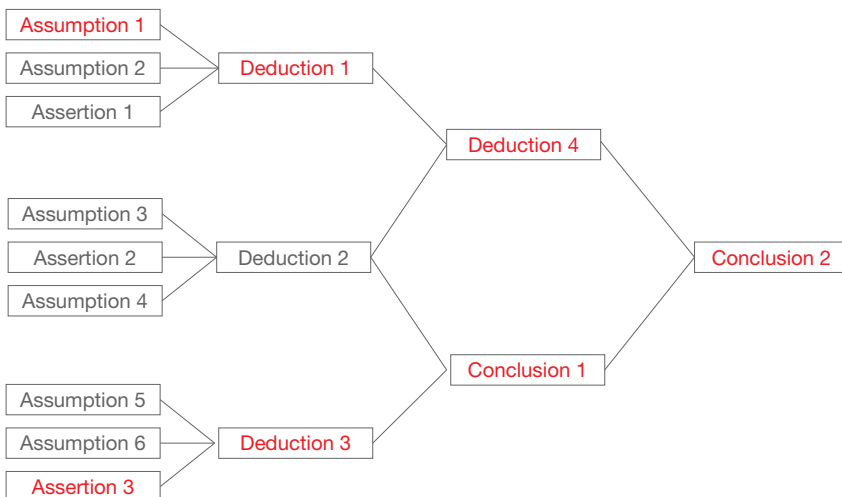 Assumption 1
Assumption 2
Assertion 1
Deduction 1
Deduction 4
Assumption 3
Assertion 2
Assumption 4
Deduction 2
Conclusion 2
Conclusion 1
Assumption 5
Assumption 6
Assertion 3
Deduction 3